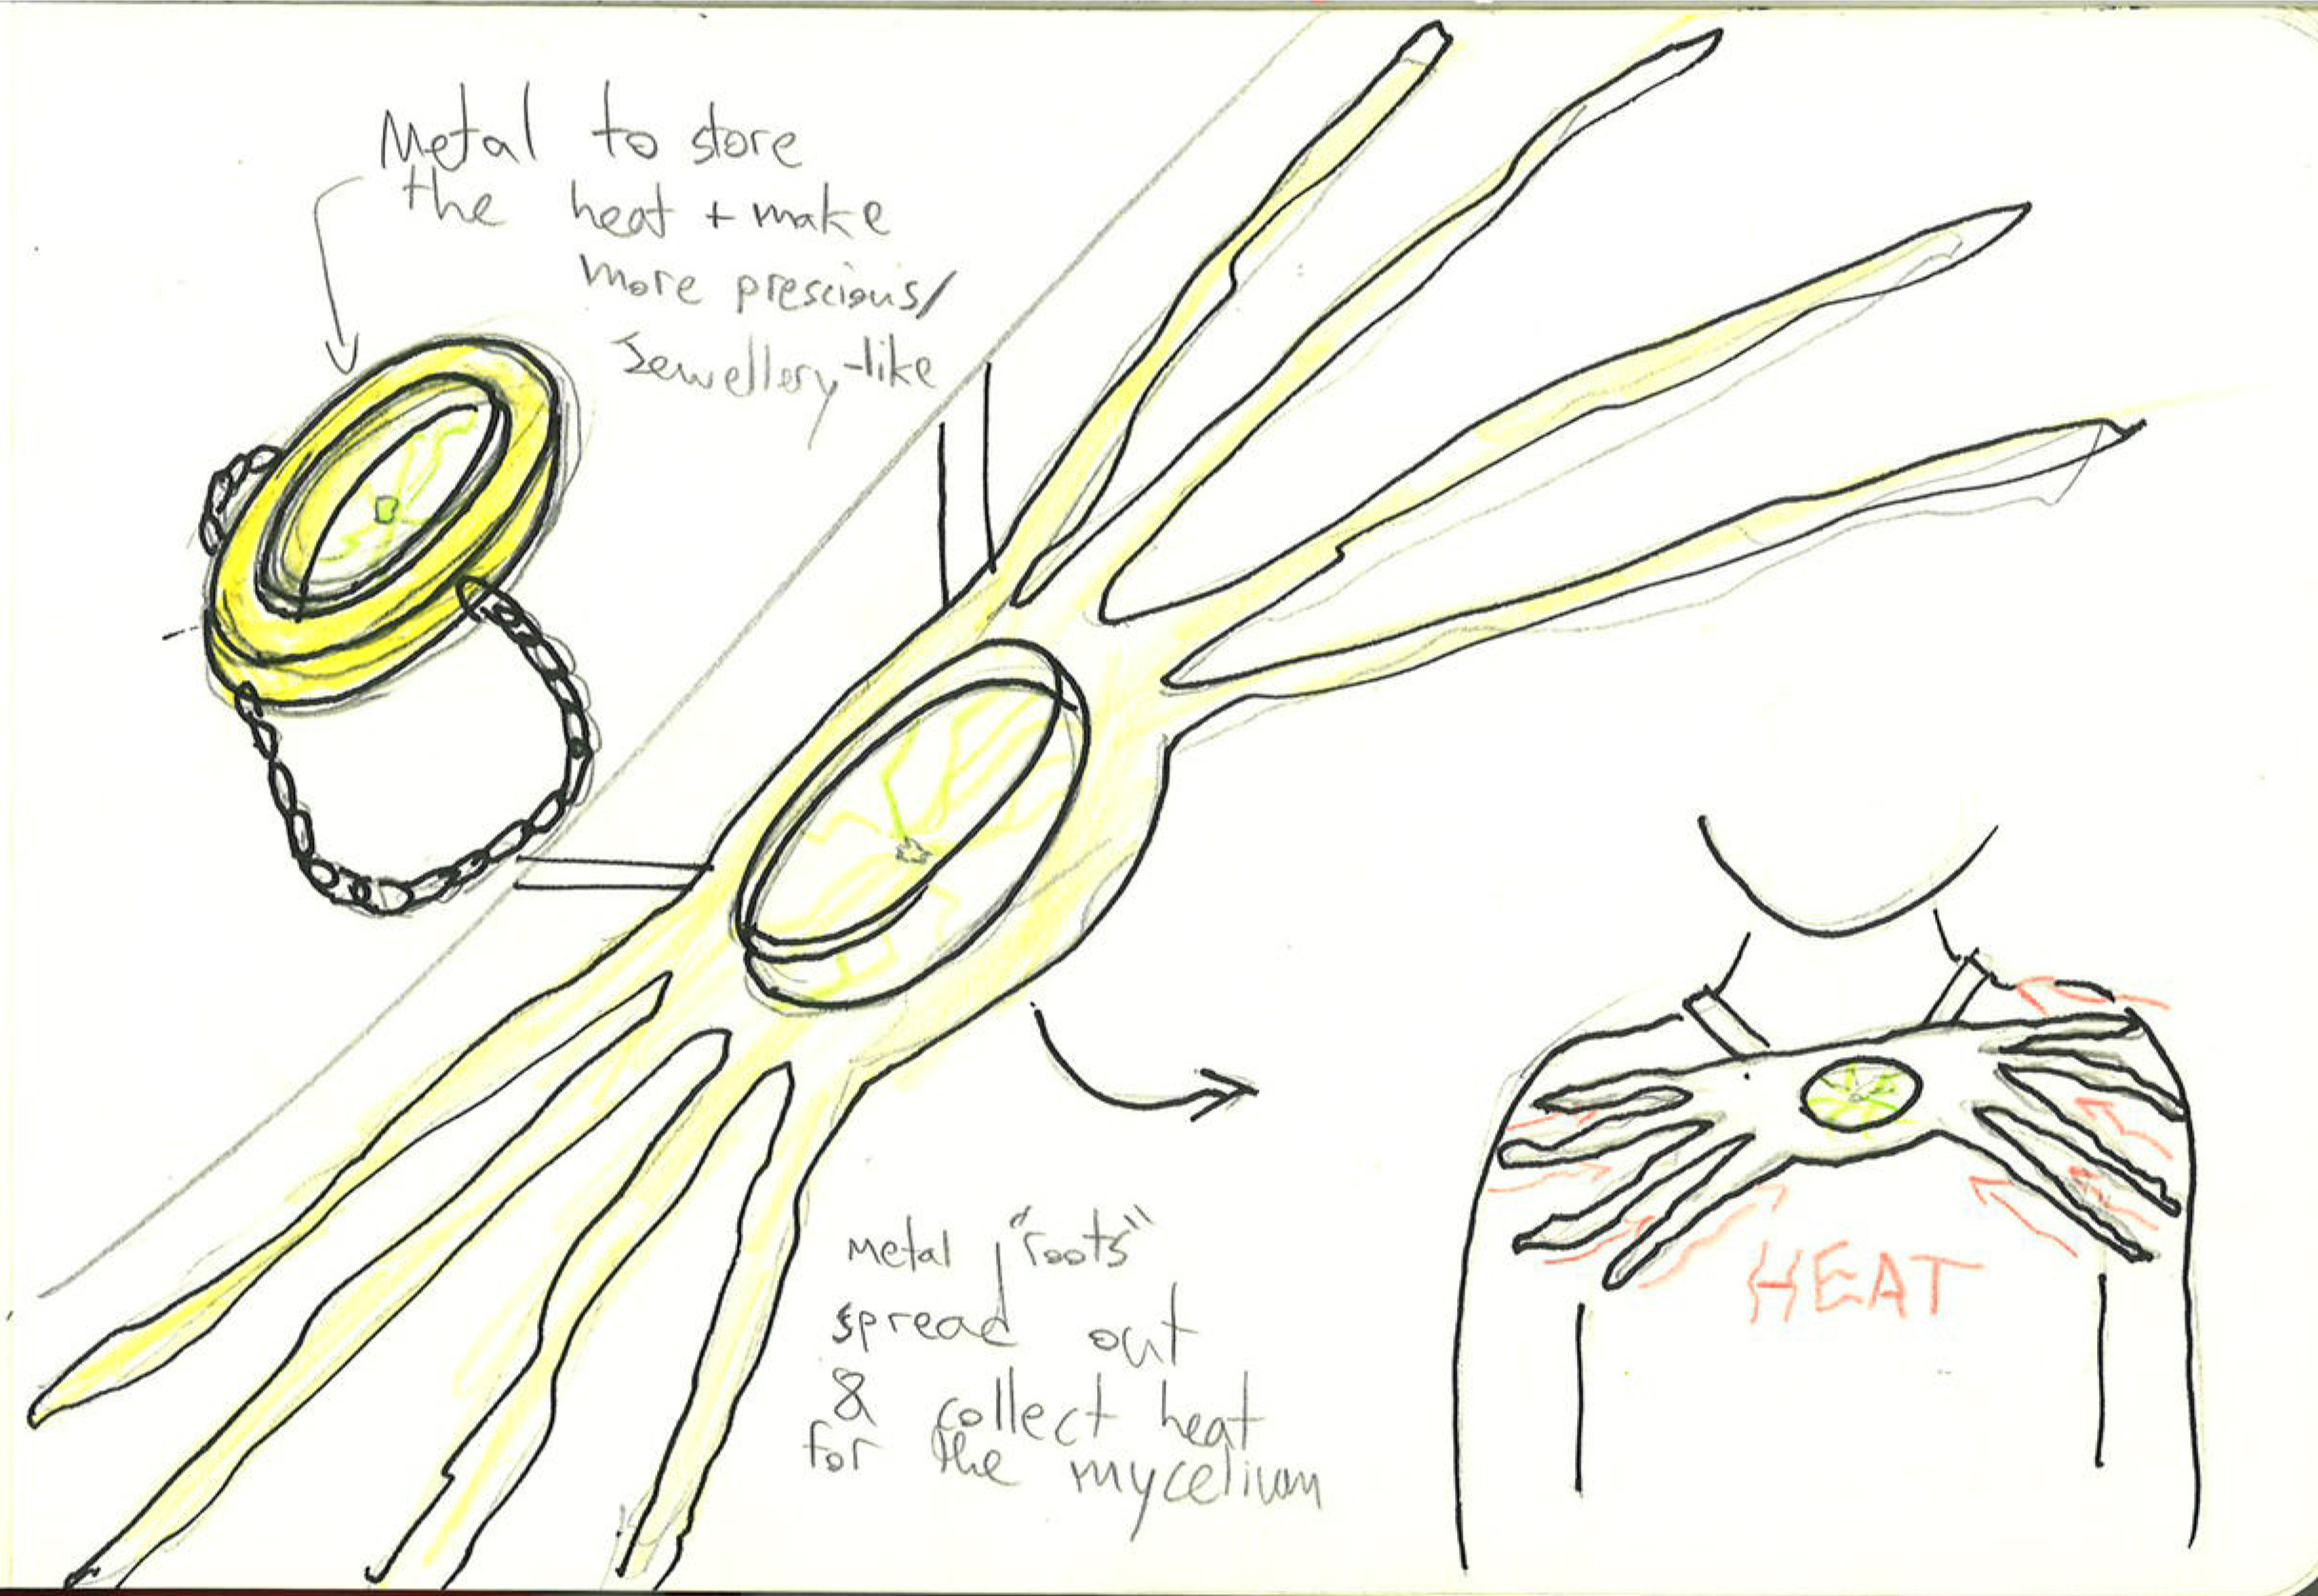 Metal to store
the heat + make
more prescious/
Jewellery-like
Metal "roots"
spread out
& collect heat
for the mycelium
HEAT